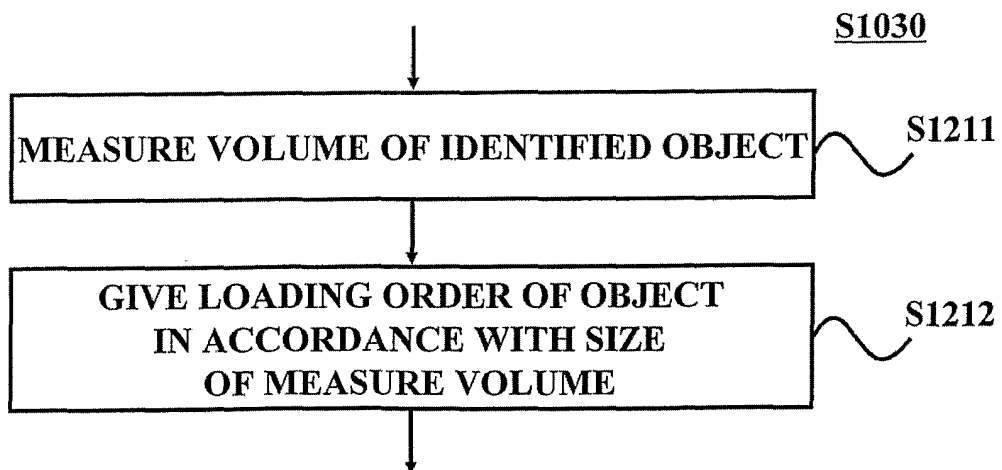 S1030
MEASURE VOLUME OF IDENTIFIED OBJECT
S1211
GIVE LOADING ORDER OF OBJECT
IN ACCORDANCE WITH SIZE
OF MEASURE VOLUME
S1212